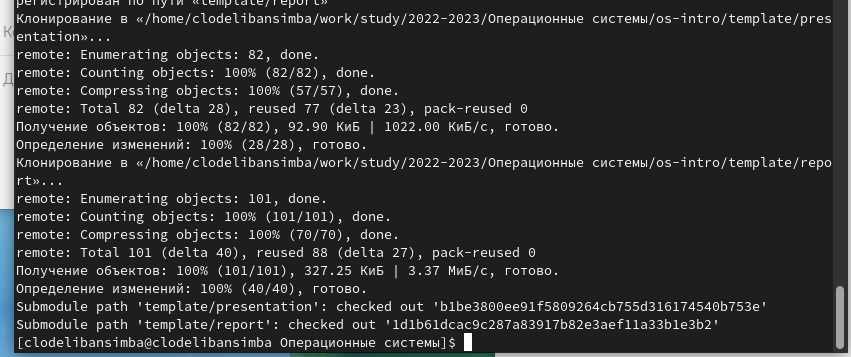 регистрирован по пути «template/report»
Клонирование в «/home/clodelibansimba/work/study/2022-2023/Операционные системы/os-intro/template/pres
entation»...
remote: Enumerating objects: 82, done.
remote: Counting objects: 100% (82/82), done.
remote: Compressing objects: 100% (57/57), done.
remote: Total 82 (delta 28), reused 77 (delta 23), pack-reused 0
Получение объектов: 100% (82/82), 92.90 КиБ | 1022.00 КиБ/с, готово.
Определение изменений: 100% (28/28), готово.
Клонирование в «/home/clodelibansimba/work/study/2022-2023/Операционные системы/os-intro/template/repo
rt»...
remote: Enumerating objects: 101, done.
remote: Counting objects: 100% (101/101), done.
remote: Compressing objects: 100% (70/70), done.
remote: Total 101 (delta 40), reused 88 (delta 27), pack-reused 0
Получение объектов: 100% (101/101), 327.25 КиБ | 3.37 МиБ/с, готово.
Определение изменений: 100% (40/40), готово.
Submodule path 'template/presentation': checked out 'b1be3800ee91f5809264cb755d316174540b753e'
Submodule path 'template/report': checked out '1d1b61dcac9c287a83917b82e3aef11a33b1e3b2'
[clodelibansimba@clodelibansimba Операционные системы]$